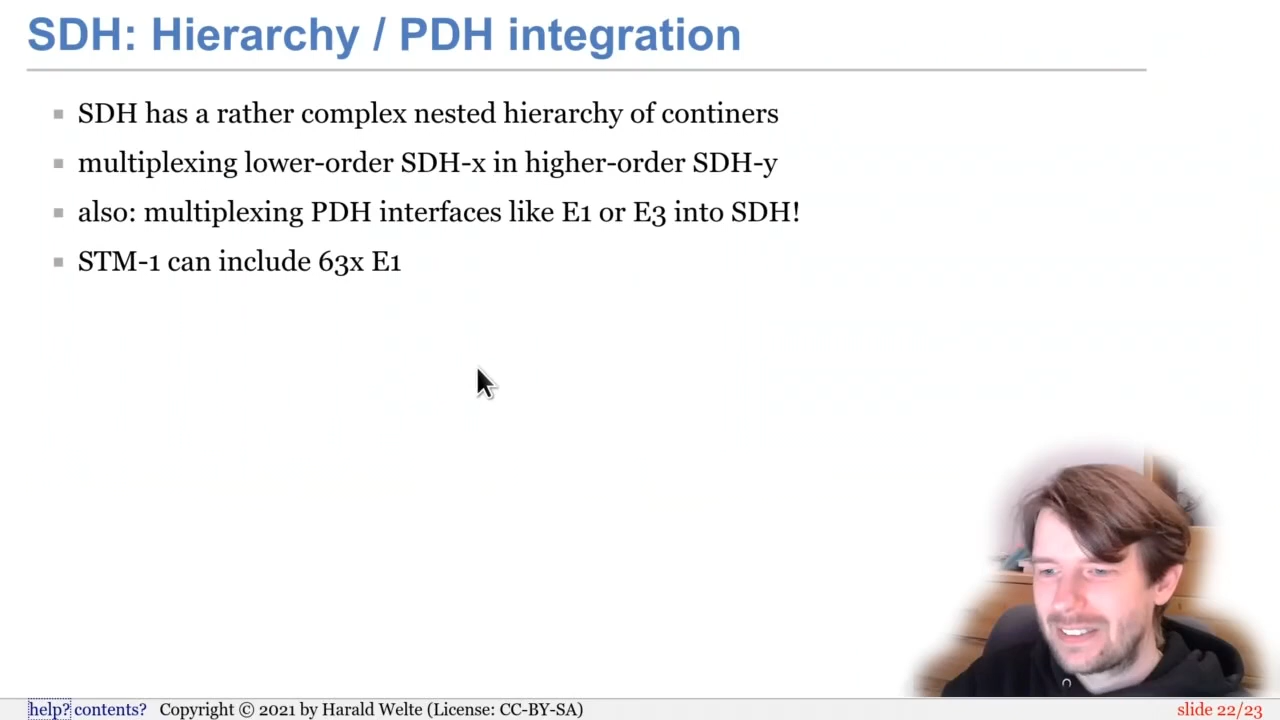 SDH: Hierarchy / PDH integration
SDH has a rather complex nested hierarchy of continers
multiplexing lower-order SDH-x in higher-order SDH-y
also: multiplexing PDH interfaces like E1 or E3 into SDH!
STM-1 can include 63x E1
help? contents? Copyright © 2021 by Harald Welte (License: CC-BY-SA) slide 22/23